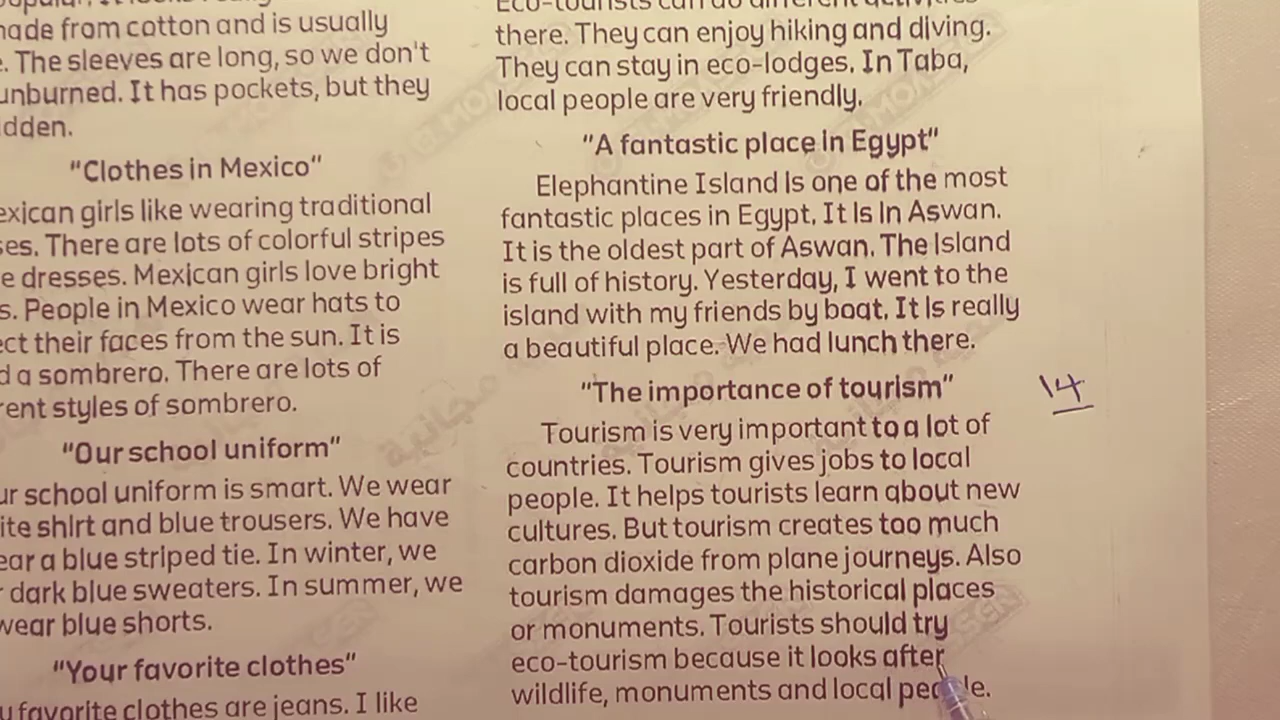 made from cotton and is usually
The sleeves are long, so we don't
unburned. It has pockets, but they
dden.
"Clothes in Mexico"
exican girls like wearing traditional
ses. There are lots of colorful stripes
e dresses. Mexican girls love bright
s. People in Mexico wear hats to
ect their faces from the sun. It is
d a sombrero. There are lots of
rent styles of sombrero.
"Our school uniform"
ur school uniform is smart. We wear
ite shirt and blue trousers. We have
ear a blue striped tie. In winter, we
r dark blue sweaters. In summer, we
wear blue shorts.
"Your favorite clothes"
y favorite clothes are jeans. I like
Eco-tourists can do different activities
there. They can enjoy hiking and diving.
They can stay in eco-lodges. In Taba,
local people are very friendly.
"A fantastic place in Egypt"
Elephantine Island Is one of the most
fantastic places in Egypt. It Is In Aswan.
It is the oldest part of Aswan. The Island
is full of history. Yesterday, I went to the
island with my friends by boat. It Is really
a beautiful place. We had lunch there.
"The importance of tourism"
14
Tourism is very important to a lot of
countries. Tourism gives jobs to local
people. It helps tourists learn about new
cultures. But tourism creates too much
carbon dioxide from plane journeys. Also
tourism damages the historical places
or monuments. Tourists should try
eco-tourism because it looks after
wildlife, monuments and local people.